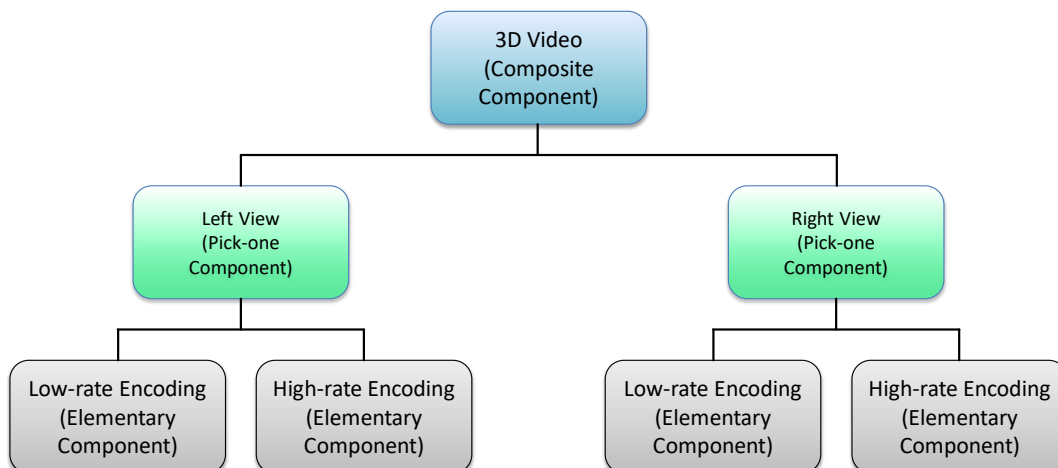 3D Video
(Composite
Component)
Left View
(Pick-one
Component)
Right View
(Pick-one
Component)
Low-rate Encoding
(Elementary
Component)
High-rate Encoding
(Elementary
Component)
Low-rate Encoding
(Elementary
Component)
High-rate Encoding
(Elementary
Component)